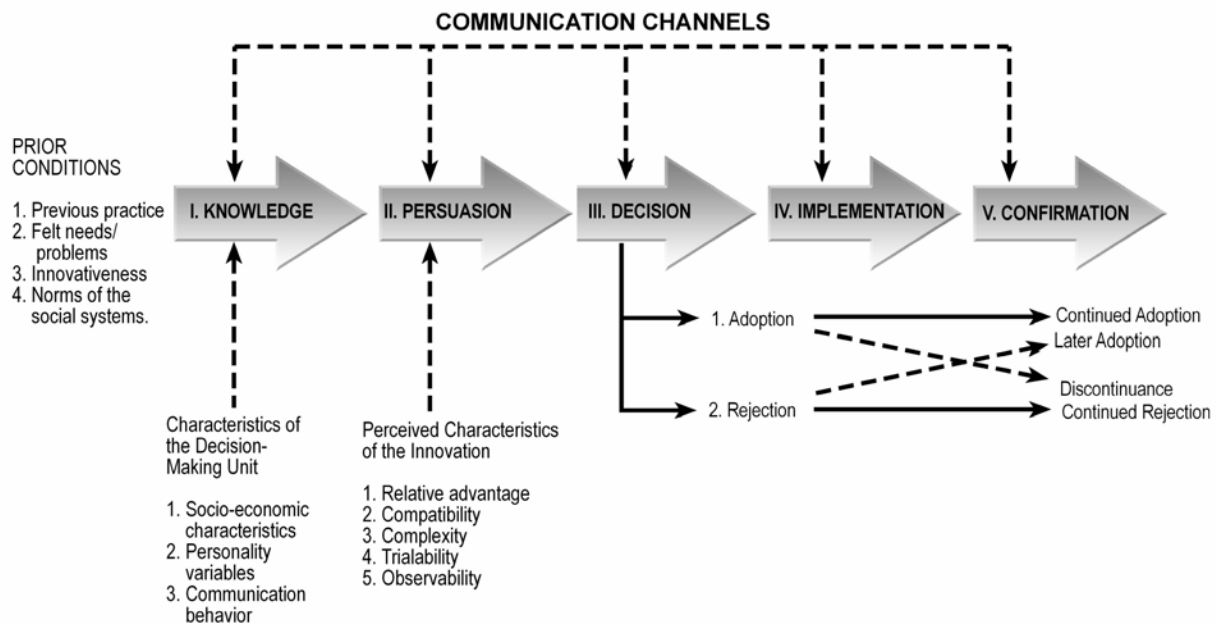 COMMUNICATION CHANNELS
PRIOR
CONDITIONS
1. Previous practice
2. Felt needs/
problems
3. Innovativeness
4. Norms of the
social systems.
I. KNOWLEDGE
II. PERSUASION
III. DECISION
IV. IMPLEMENTATION
V. CONFIRMATION
1. Adoption
2. Rejection
Continued Adoption
Later Adoption
Discontinuance
Continued Rejection
Characteristics of
the Decision-
Making Unit
1. Socio-economic
characteristics
2. Personality
variables
3. Communication
behavior
Perceived Characteristics
of the Innovation
1. Relative advantage
2. Compatibility
3. Complexity
4. Trialability
5. Observability